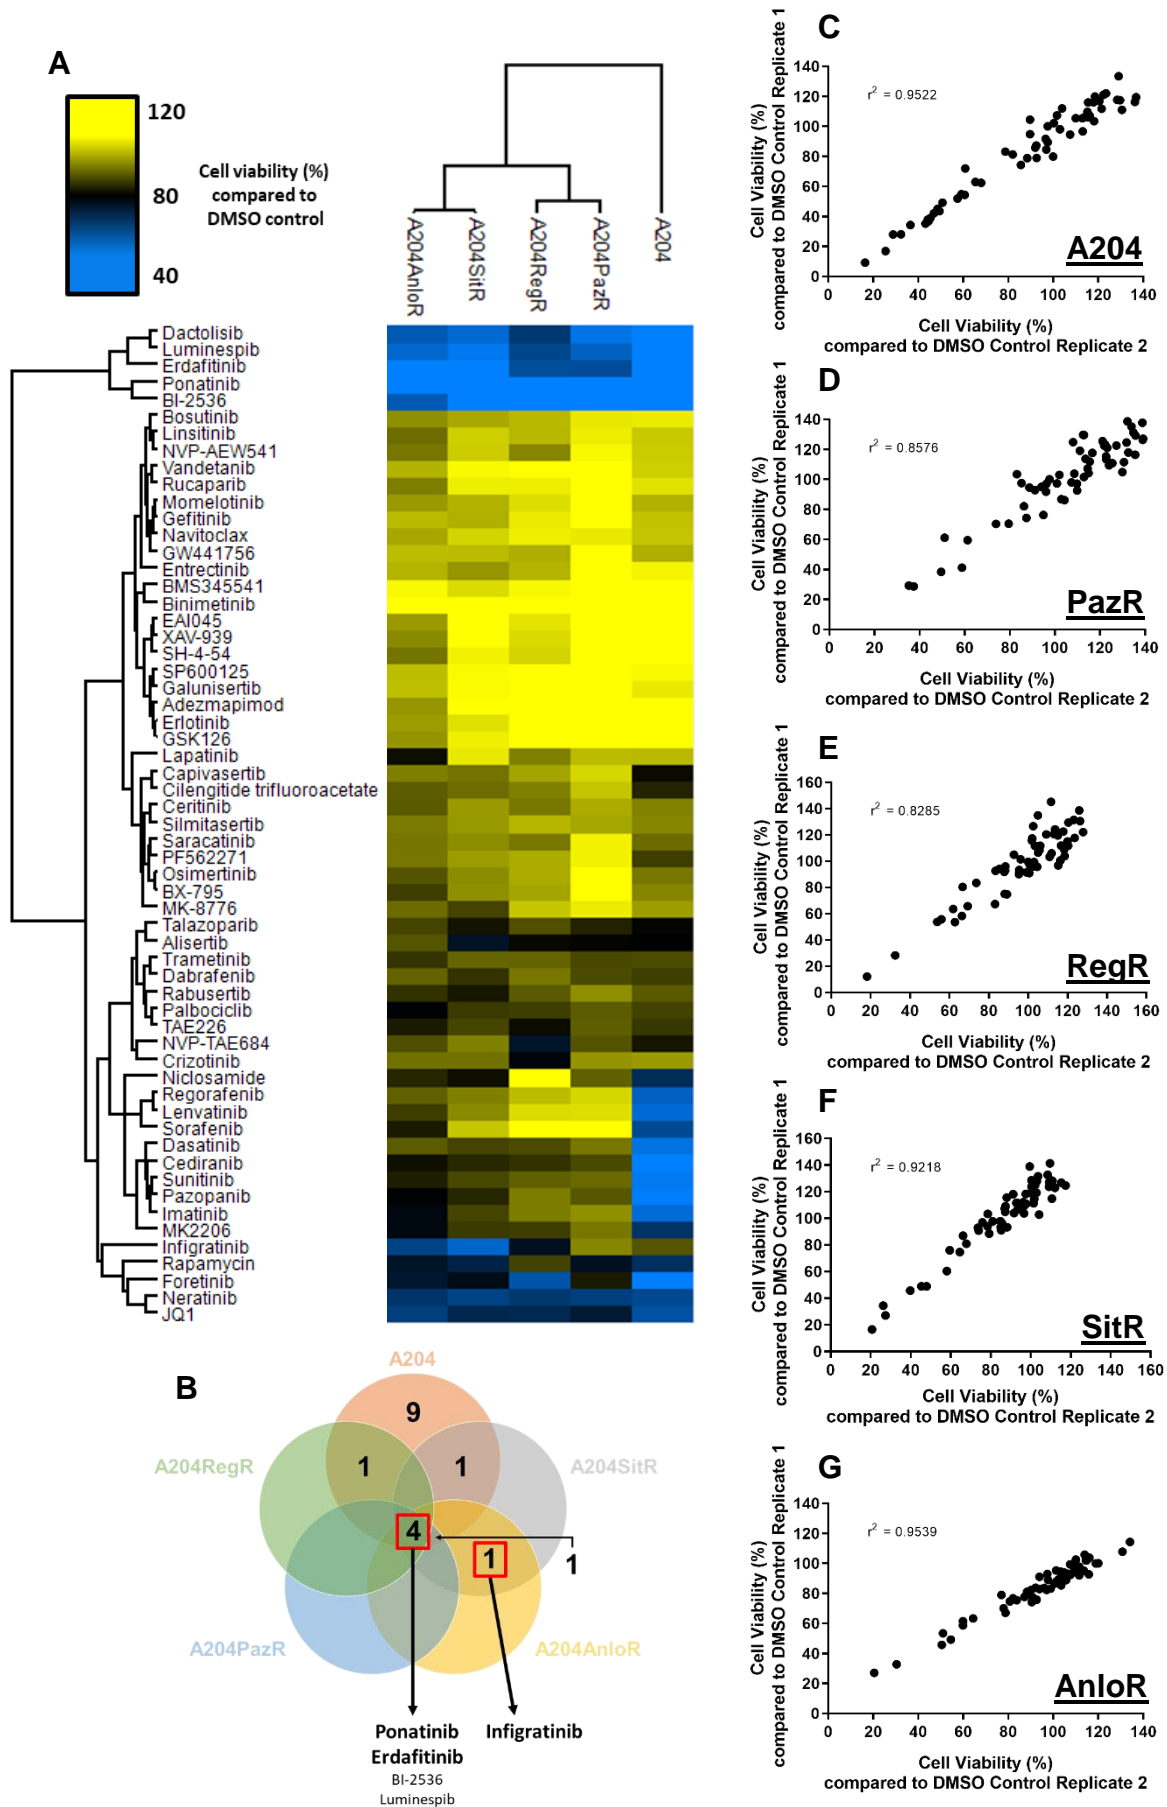 A
120
80
40
Cell viability (%)
compared to
DMSO control
A204AnloR
A204SitR
A204RegR
A204PazR
A204
Dactolisib
Luminespib
Erdafitinib
Ponatinib
BI-2536
Bosutinib
Linsitinib
NVP-AEW541
Vandetanib
Rucaparib
Momelotinib
Gefitinib
Navitoclax
GW441756
Entrectinib
BMS345541
Binimetinib
EAI045
XAV-939
SH-4-54
SP600125
Galunisertib
Adezmapimod
Erlotinib
GSK126
Lapatinib
Capivasertib
Cilengitide trifluoroacetate
Ceritinib
Silmitasertib
Saracatinib
PF562271
Osimertinib
BX-795
MK-8776
Talazoparib
Alisertib
Trametinib
Dabrafenib
Rabusertib
Palbociclib
TAE226
NVP-TAE684
Crizotinib
Niclosamide
Regorafenib
Lenvatinib
Sorafenib
Dasatinib
Cediranib
Sunitinib
Pazopanib
Imatinib
MK2206
Infigratinib
Rapamycin
Foretinib
Neratinib
JQ1
B
A204
9
A204RegR
1
1
A204SitR
4
1
1
A204PazR
A204AnloR
Ponatinib
Erdafitinib
BI-2536
Luminespib
Infigratinib
C
Cell Viability (%)
compared to DMSO Control Replicate 1
140
120
100
80
60
40
20
0
r2 = 0.9522
A204
0 20 40 60 80 100 120 140
Cell Viability (%)
compared to DMSO Control Replicate 2
D
Cell Viability (%)
compared to DMSO Control Replicate 1
140
120
100
80
60
40
20
0
r2 = 0.8576
PazR
0 20 40 60 80 100 120 140
Cell Viability (%)
compared to DMSO Control Replicate 2
E
Cell Viability (%)
compared to DMSO Control Replicate 1
160
140
120
100
80
60
40
20
0
r2 = 0.8285
RegR
0 20 40 60 80 100 120 140 160
Cell Viability (%)
compared to DMSO Control Replicate 2
F
Cell Viability (%)
compared to DMSO Control Replicate 1
160
140
120
100
80
60
40
20
0
r2 = 0.9218
SitR
0 20 40 60 80 100 120 140 160
Cell Viability (%)
compared to DMSO Control Replicate 2
G
Cell Viability (%)
compared to DMSO Control Replicate 1
140
120
100
80
60
40
20
0
r2 = 0.9539
AnloR
0 20 40 60 80 100 120 140
Cell Viability (%)
compared to DMSO Control Replicate 2